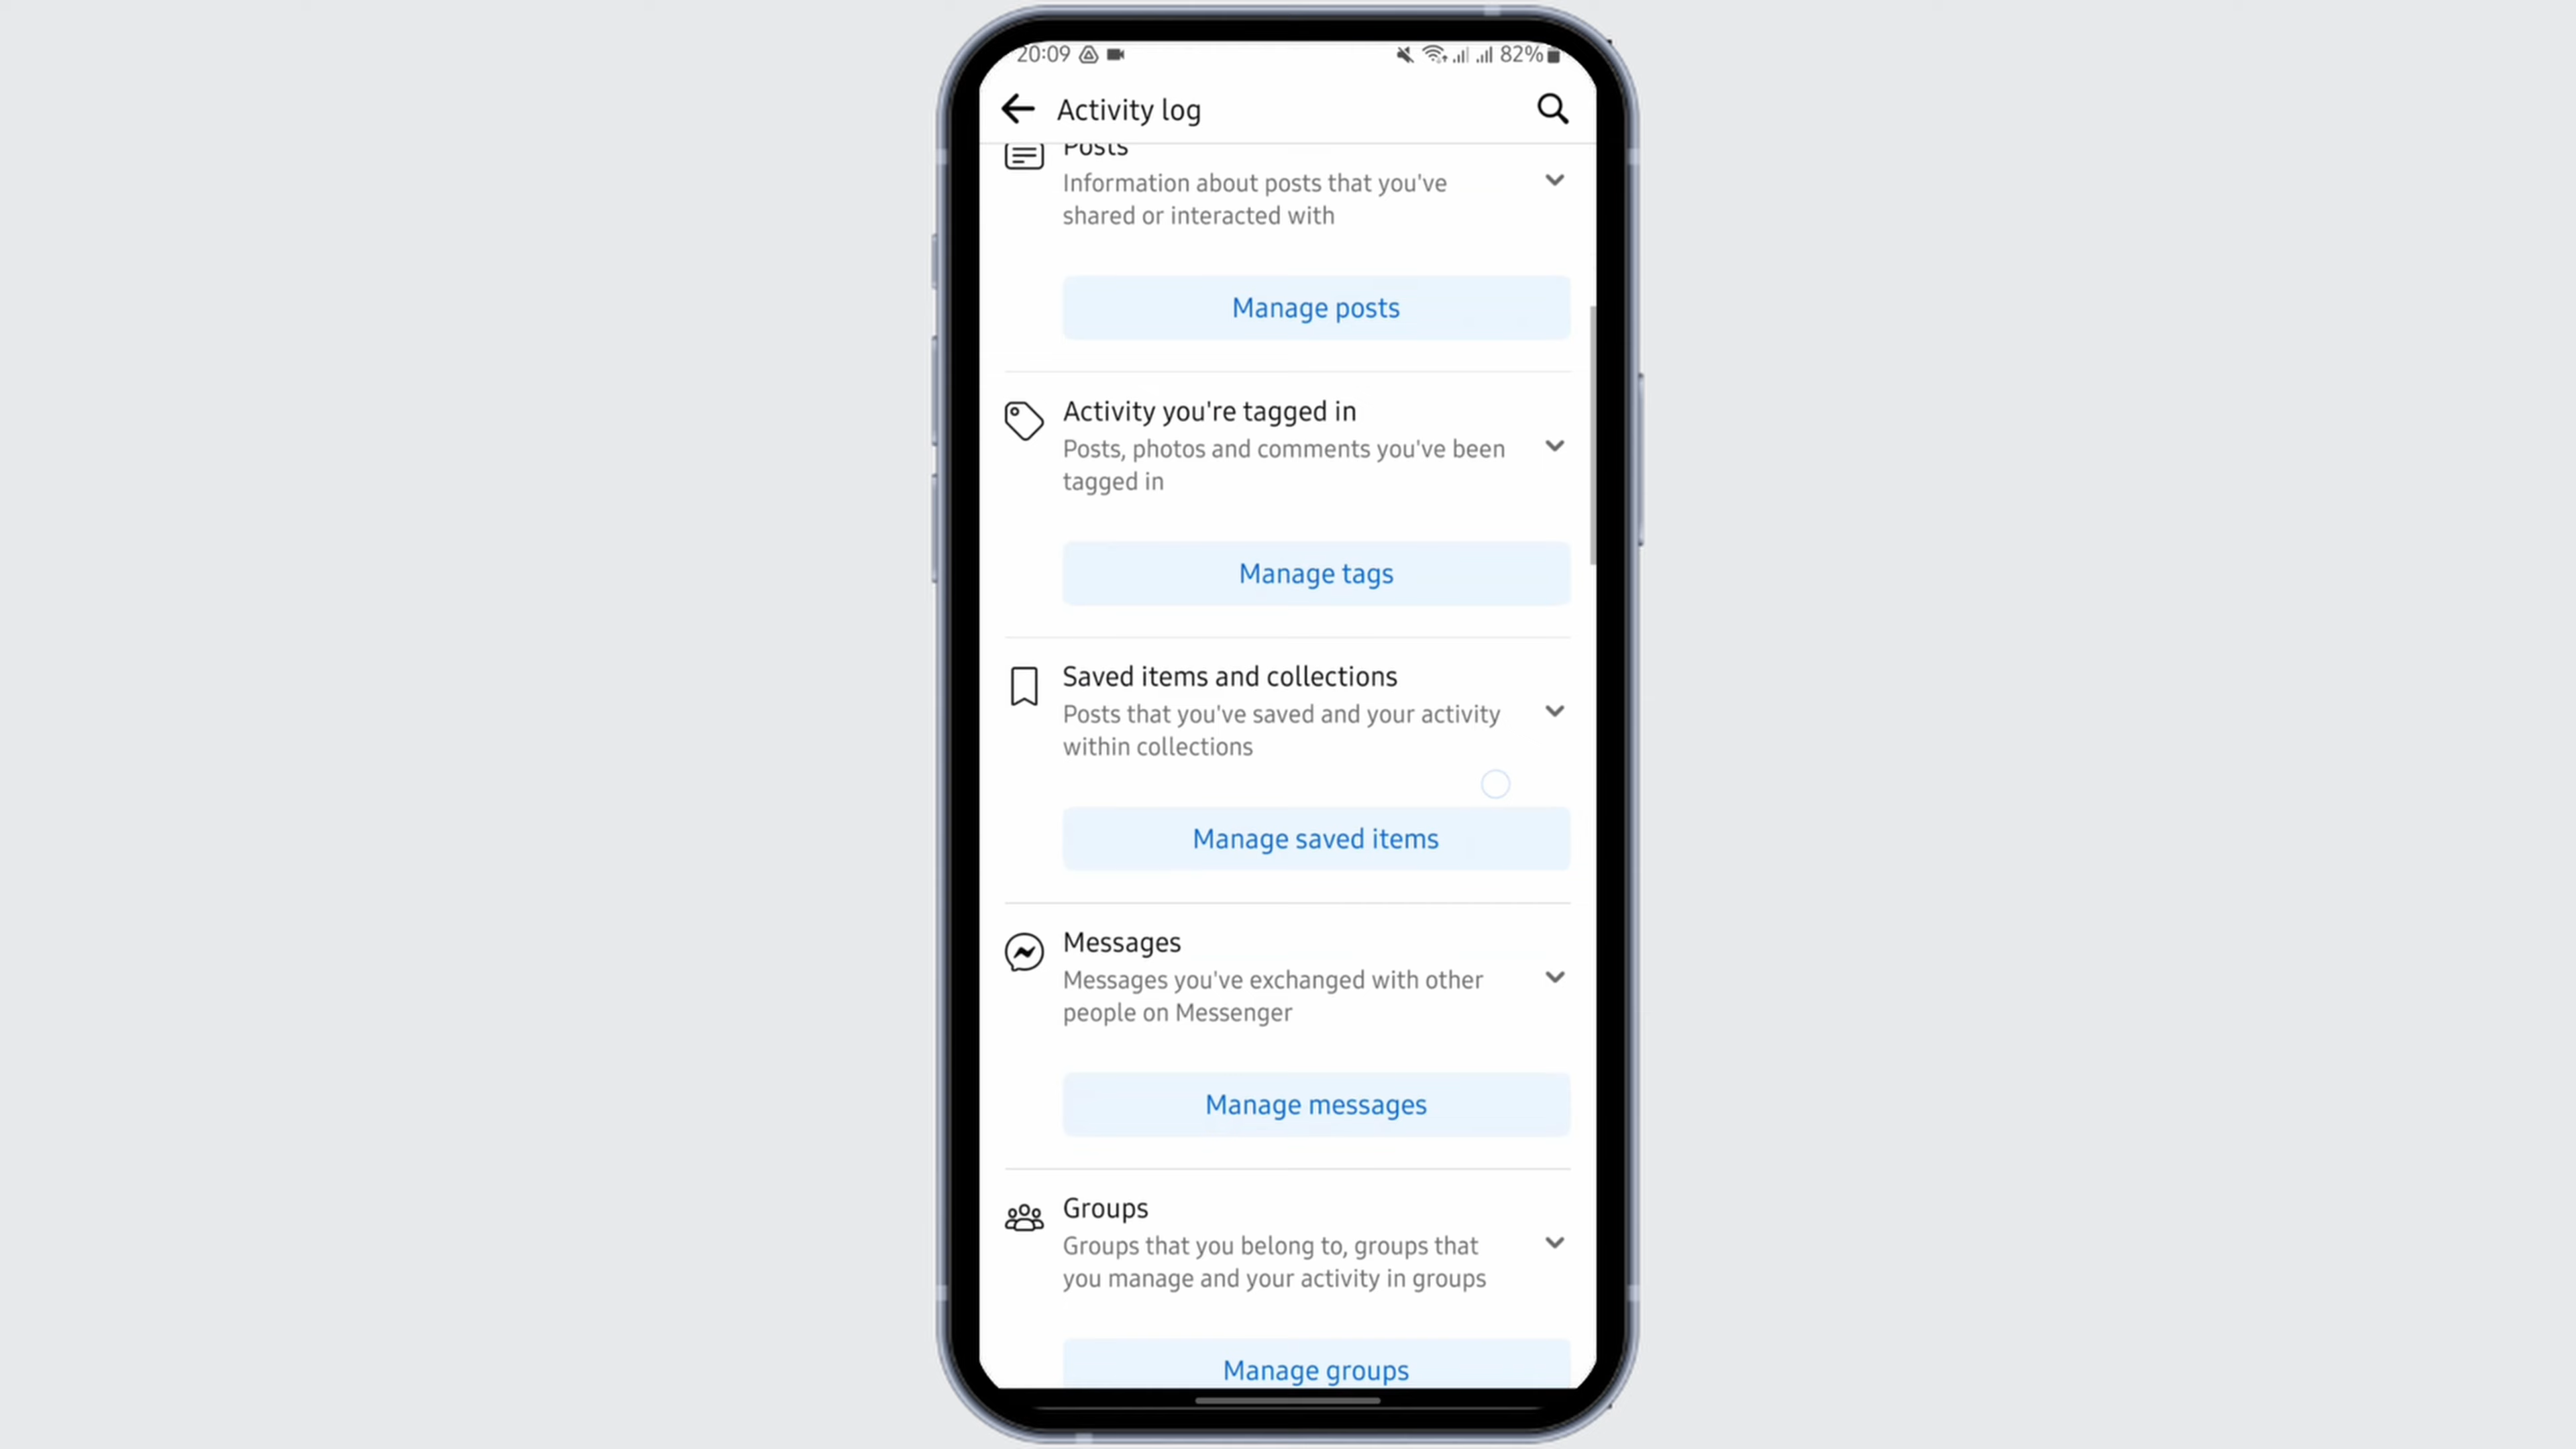 20:09
82%
Activity log
Posts
Information about posts that you've
shared or interacted with
Manage posts
Activity you're tagged in
Posts, photos and comments you've been
tagged in
Manage tags
Saved items and collections
Posts that you've saved and your activity
within collections
Manage saved items
Messages
Messages you've exchanged with other
people on Messenger
Manage messages
Groups
Groups that you belong to, groups that
you manage and your activity in groups
Manage groups